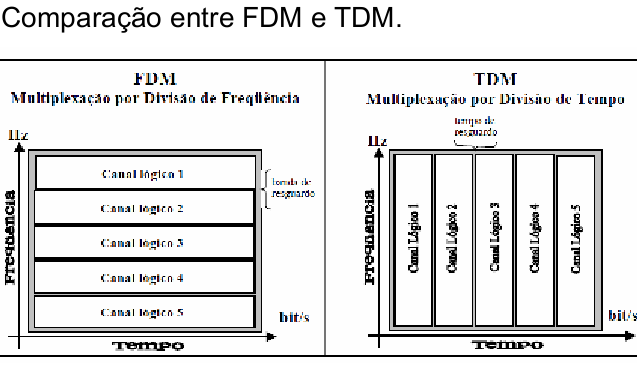 Comparação entre FDM e TDM.
FDM
Multiplexação por Divisão de Freqüência
Hz
Freqüência
Canal lógico 1
Canal lógico 2
Canal lógico 3
Canal lógico 4
Canal lógico 5
banda de
resguardo
bit/s
Tempo
TDM
Multiplexação por Divisão de Tempo
tempo de
resguardo
Hz
Freqüência
Canal Lógico 1
Canal Lógico 2
Canal Lógico 3
Canal Lógico 4
Canal Lógico 5
bit/s
Tempo